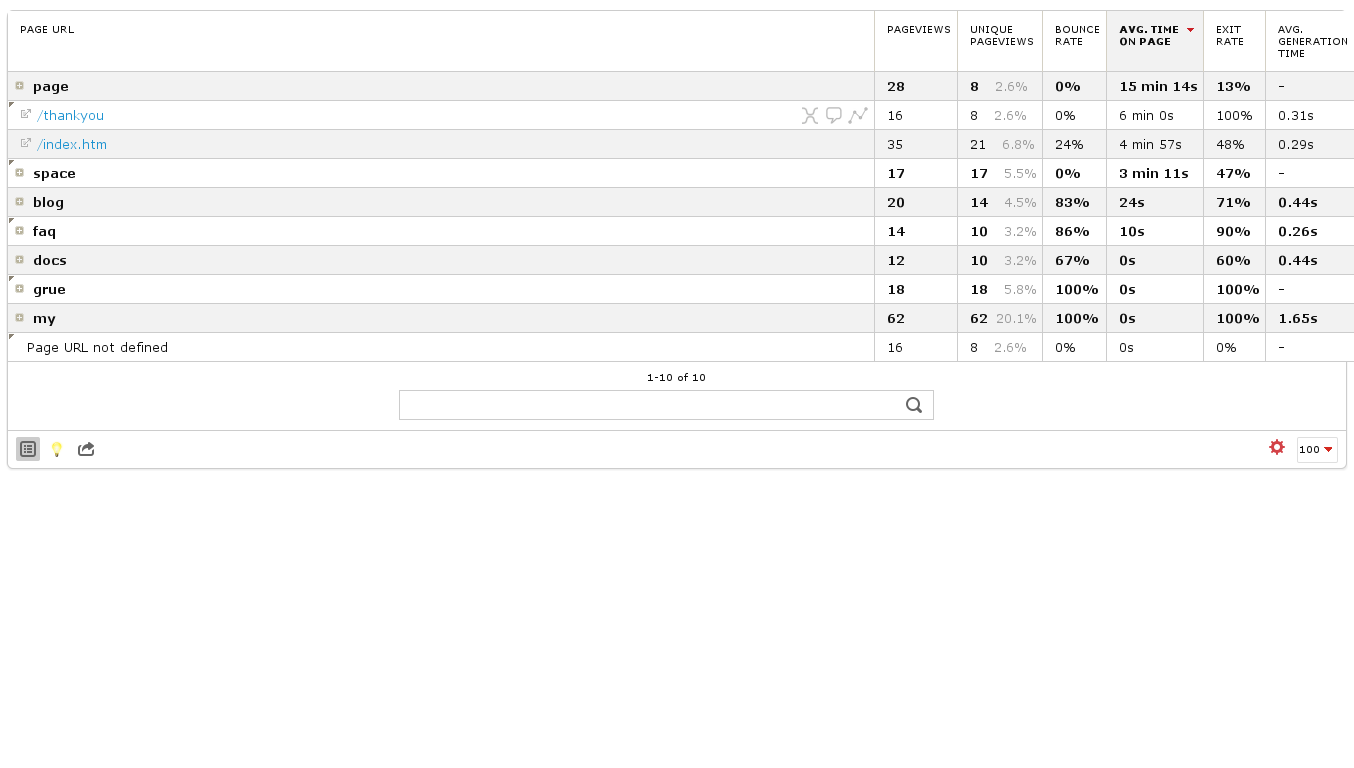 PAGE URL PAGEVIEWS UNIQUE PAGEVIEWS BOUNCE RATE AVG. TIME ON PAGE EXIT RATE AVG. GENERATION TIME
page 28 8 2.6% 0% 15 min 14s 13% -
/thankyou 16 8 2.6% 0% 6 min 0s 100% 0.31s
/index.htm 35 21 6.8% 24% 4 min 57s 48% 0.29s
space 17 17 5.5% 0% 3 min 11s 47% -
blog 20 14 4.5% 83% 24s 71% 0.44s
faq 14 10 3.2% 86% 10s 90% 0.26s
docs 12 10 3.2% 67% 0s 60% 0.44s
grue 18 18 5.8% 100% 0s 100% -
my 62 62 20.1% 100% 0s 100% 1.65s
Page URL not defined 16 8 2.6% 0% 0s 0% -
1-10 of 10
100